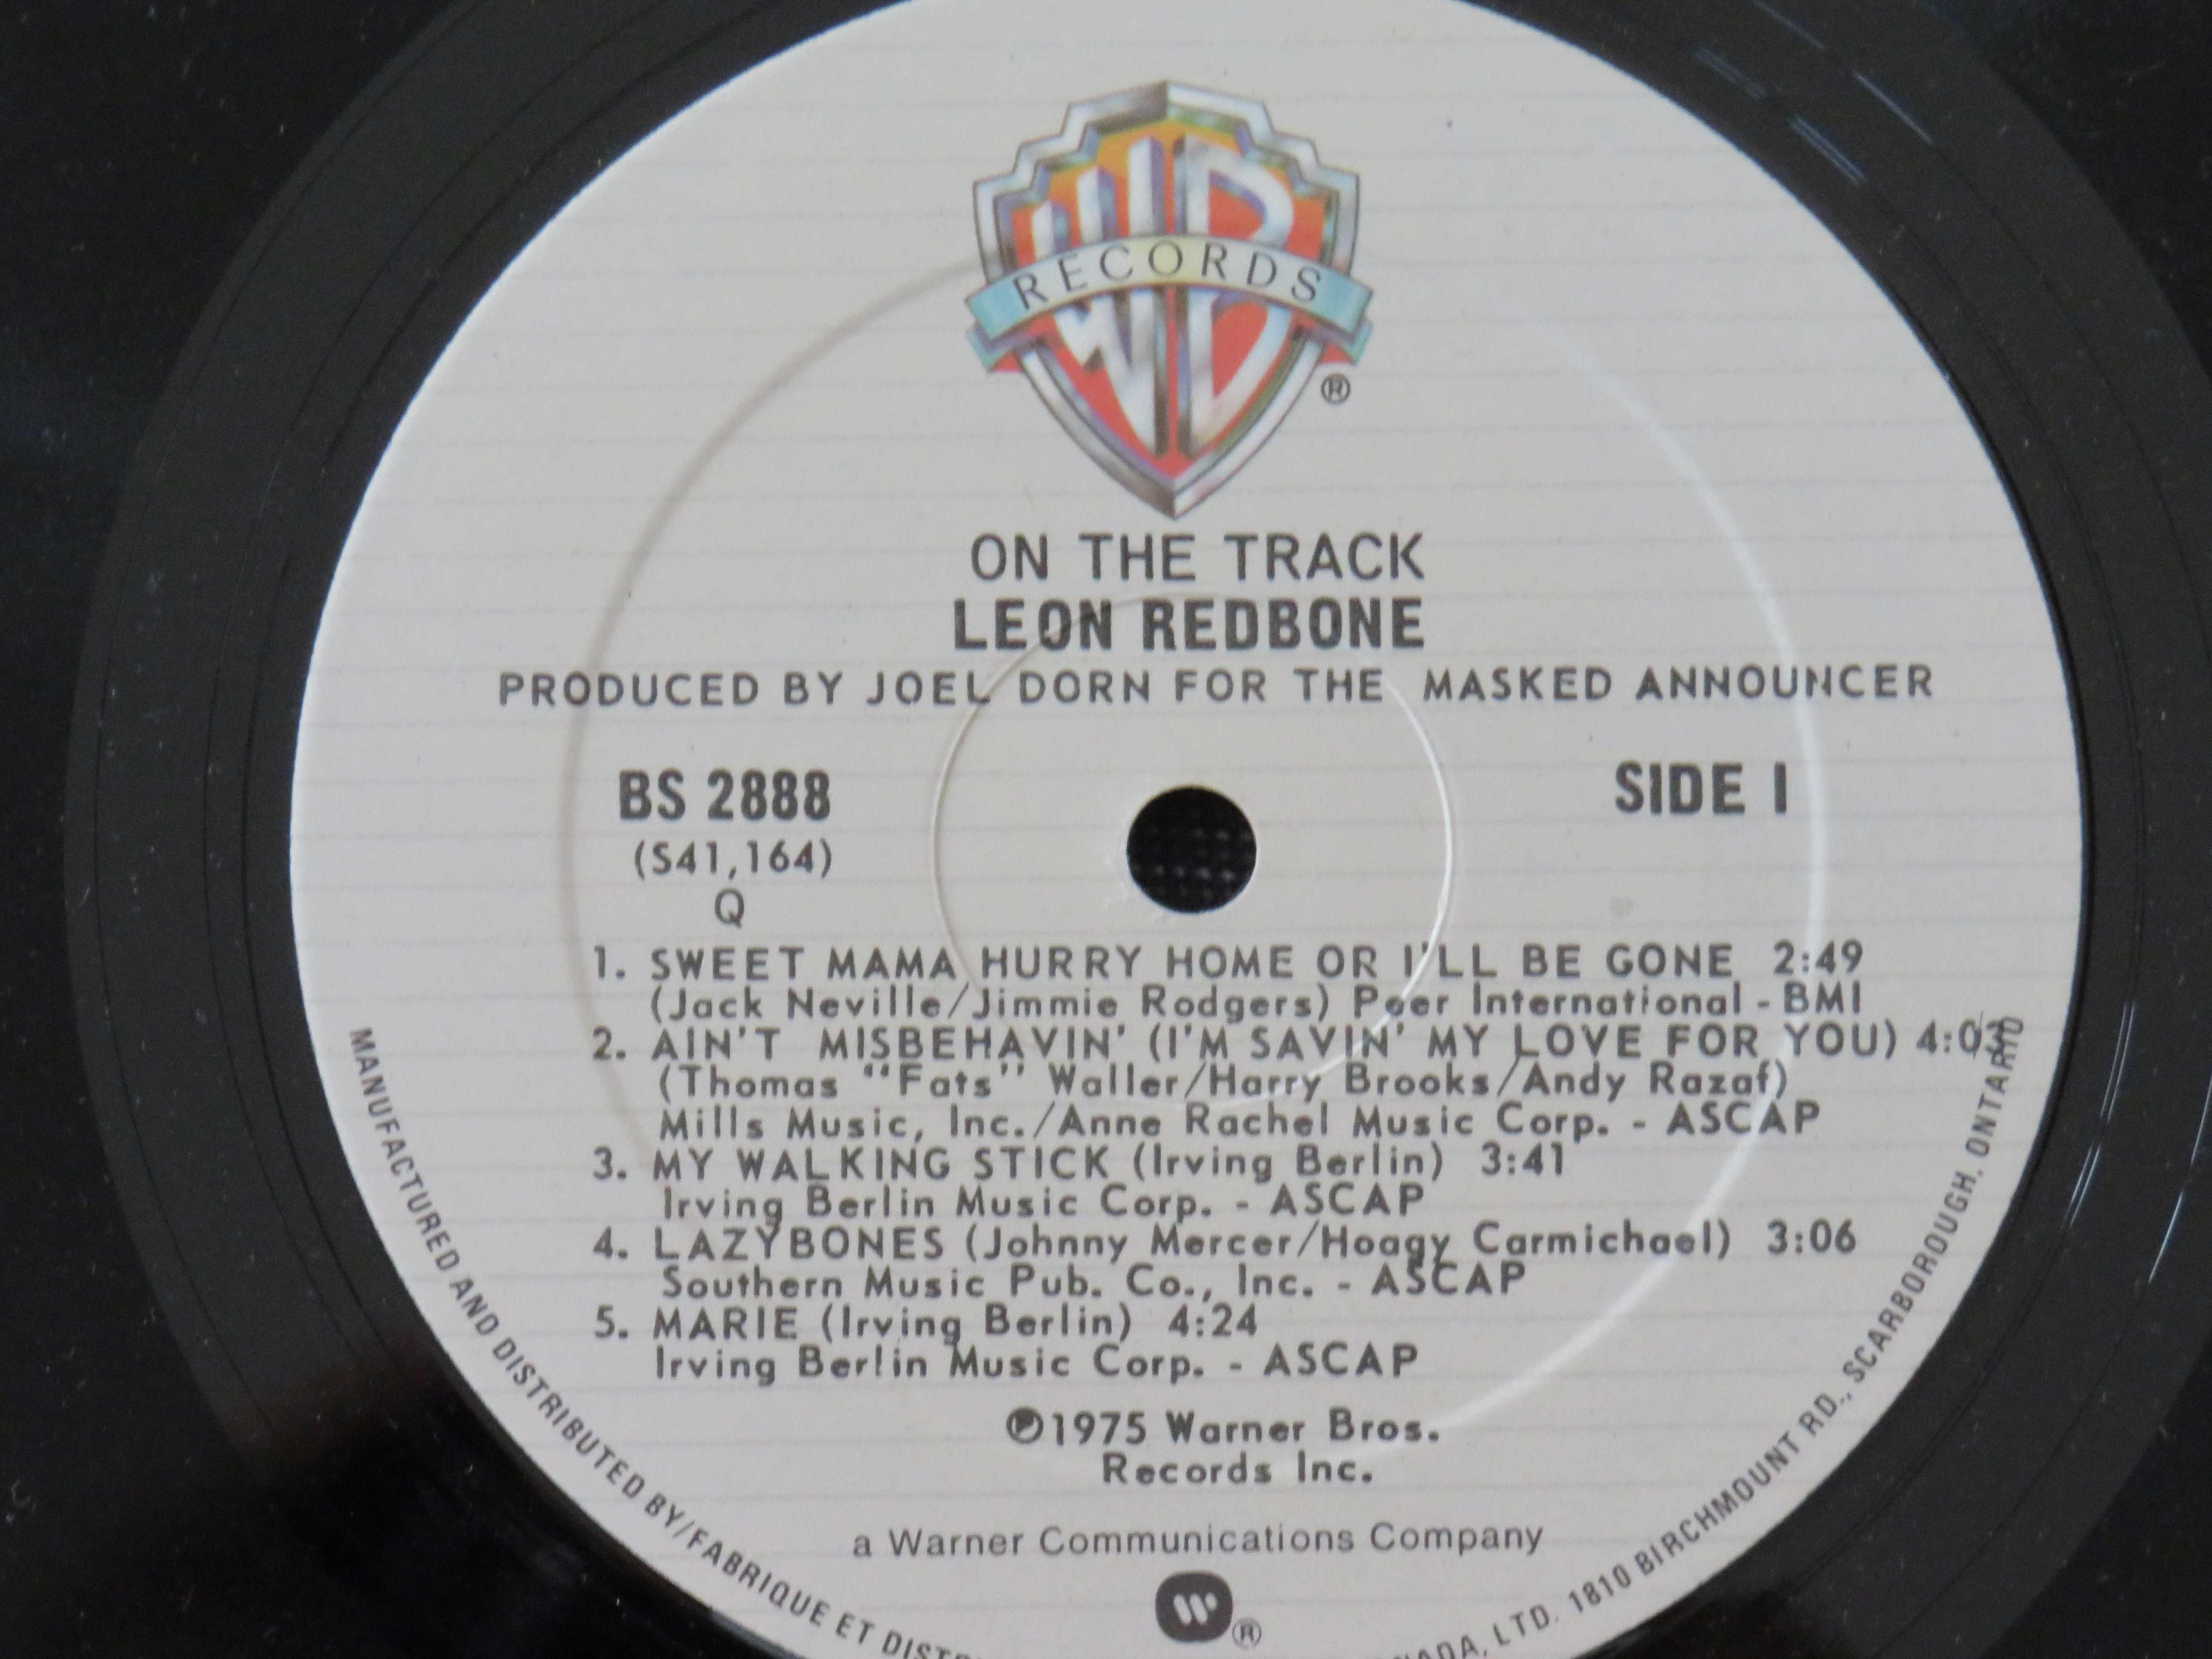 WB
RECORDS
®
ON THE TRACK
LEON REDBONE
PRODUCED BY JOEL DORN FOR THE MASKED ANNOUNCER
BS 2888
SIDE 1
(S41,164)
Q
1. SWEET MAMA HURRY HOME OR I'LL BE GONE 2:49
(Jack Neville/Jimmie Rodgers) Peer International - BMI
2. AIN'T MISBEHAVIN' (I'M SAVIN' MY LOVE FOR YOU) 4:03
(Thomas "Fats" Waller/Harry Brooks/Andy Razaf)
Mills Music, Inc./Anne Rachel Music Corp. - ASCAP
3. MY WALKING STICK (Irving Berlin) 3:41
Irving Berlin Music Corp. - ASCAP
4. LAZYBONES (Johnny Mercer/Hoagy Carmichael) 3:06
Southern Music Pub. Co., Inc. - ASCAP
5. MARIE (Irving Berlin) 4:24
Irving Berlin Music Corp. - ASCAP
℗1975 Warner Bros.
Records Inc.
a Warner Communications Company
W®
MANUFACTURED AND DISTRIBUTED BY/FABRIQUE ET DISTR
NADA, LTD. 1810 BIRCHMOUNT RD., SCARBOROUGH, ONTARIO